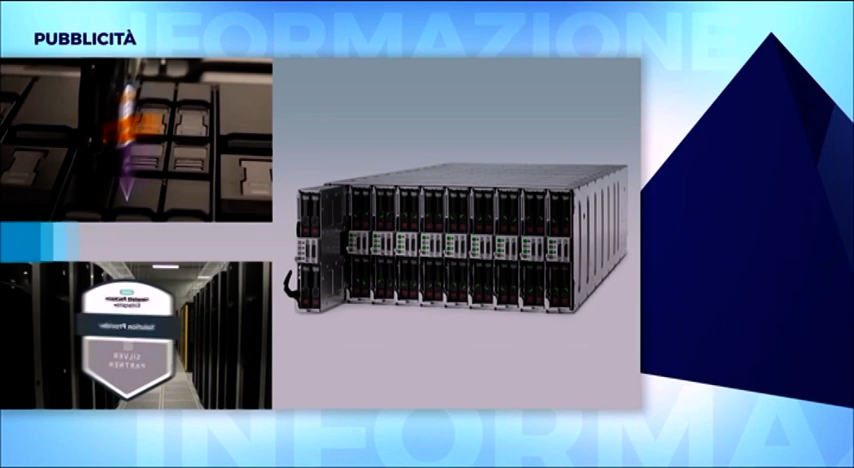 INFORMAZIONE
PUBBLICITÀ
Hewlett Packard
Enterprise
Solution Provider
SILVER
PARTNER
INFORMA